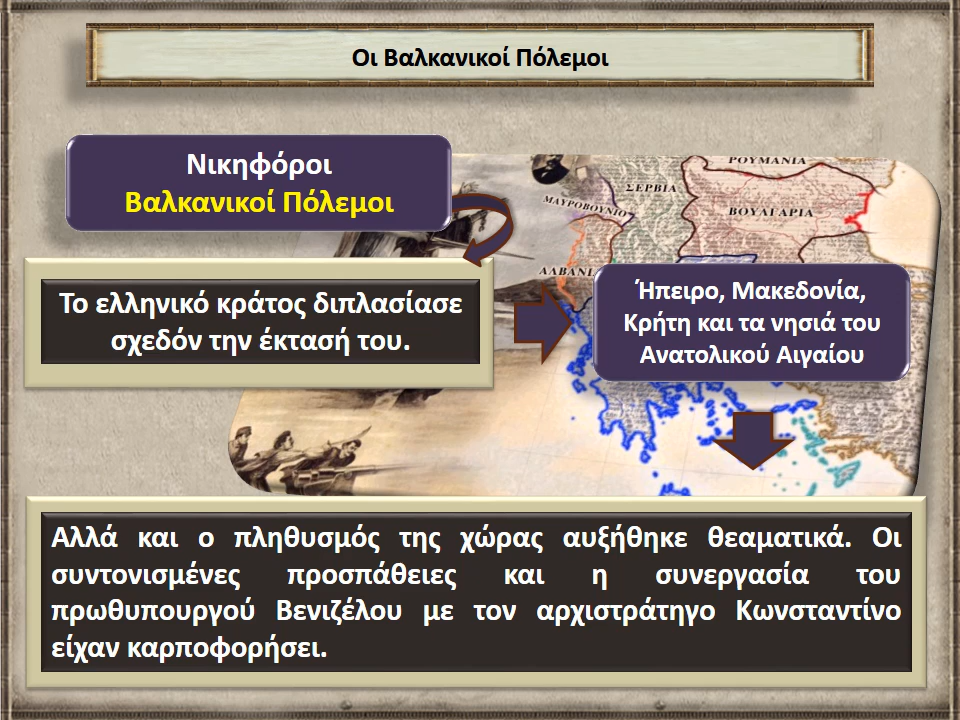 Οι Βαλκανικοί Πόλεμοι
Νικηφόροι
Βαλκανικοί Πόλεμοι
ΡΟΥΜΑΝΙΑ
ΣΕΡΒΙΑ
ΜΑΥΡΟΒΟΥΝΙΟ
ΒΟΥΛΓΑΡΙΑ
Το ελληνικό κράτος διπλασίασε
σχεδόν την έκτασή του.
Ήπειρο, Μακεδονία,
Κρήτη και τα νησιά του
Ανατολικού Αιγαίου
Αλλά και ο πληθυσμός της χώρας αυξήθηκε θεαματικά. Οι
συντονισμένες προσπάθειες και η συνεργασία του
πρωθυπουργού Βενιζέλου με τον αρχιστράτηγο Κωνσταντίνο
είχαν καρποφορήσει.